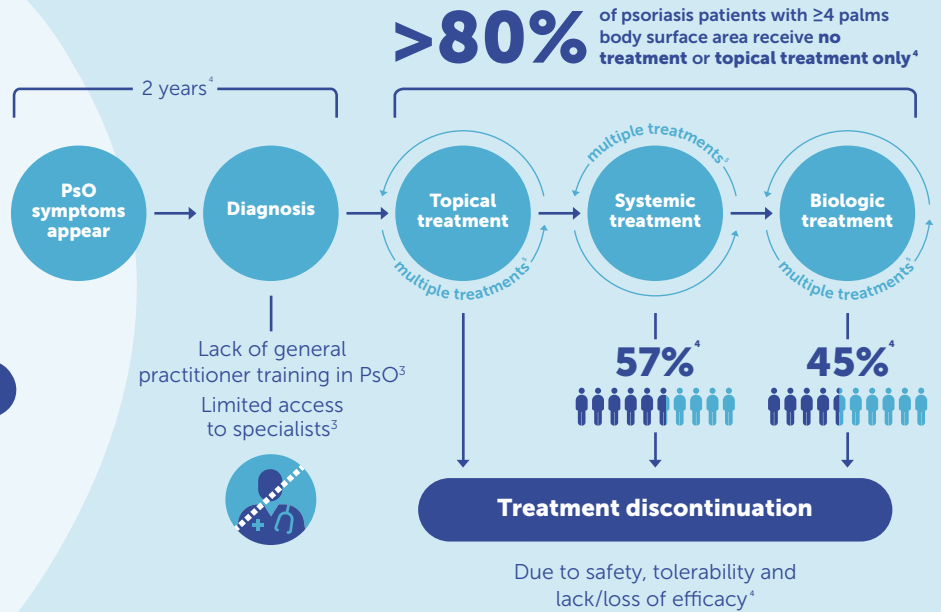 >80%
of psoriasis patients with ≥4 palms
body surface area receive no
treatment or topical treatment only⁴
2 years⁴
PsO
symptoms
appear
Diagnosis
Topical
treatment
multiple treatments⁵
multiple treatments⁵
Systemic
treatment
Biologic
treatment
multiple treatments⁵
Lack of general
practitioner training in PsO³
Limited access
to specialists³
57%⁴
45%⁴
Treatment discontinuation
Due to safety, tolerability and
lack/loss of efficacy⁴